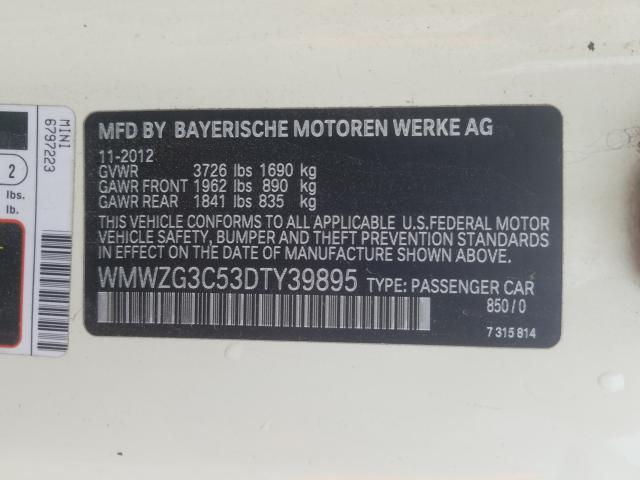 MFD BY BAYERISCHE MOTOREN WERKE AG
11-2012
GVWR 3726 lbs 1690 kg
GAWR FRONT 1962 lbs 890 kg
GAWR REAR 1841 lbs 835 kg
THIS VEHICLE CONFORMS TO ALL APPLICABLE U.S.FEDERAL MOTOR
VEHICLE SAFETY, BUMPER AND THEFT PREVENTION STANDARDS
IN EFFECT ON THE DATE OF MANUFACTURE SHOWN ABOVE.
WMWZG3C53DTY39895 TYPE: PASSENGER CAR
850/0
7 315 814
MINI
6797223
2
lbs.
lb.